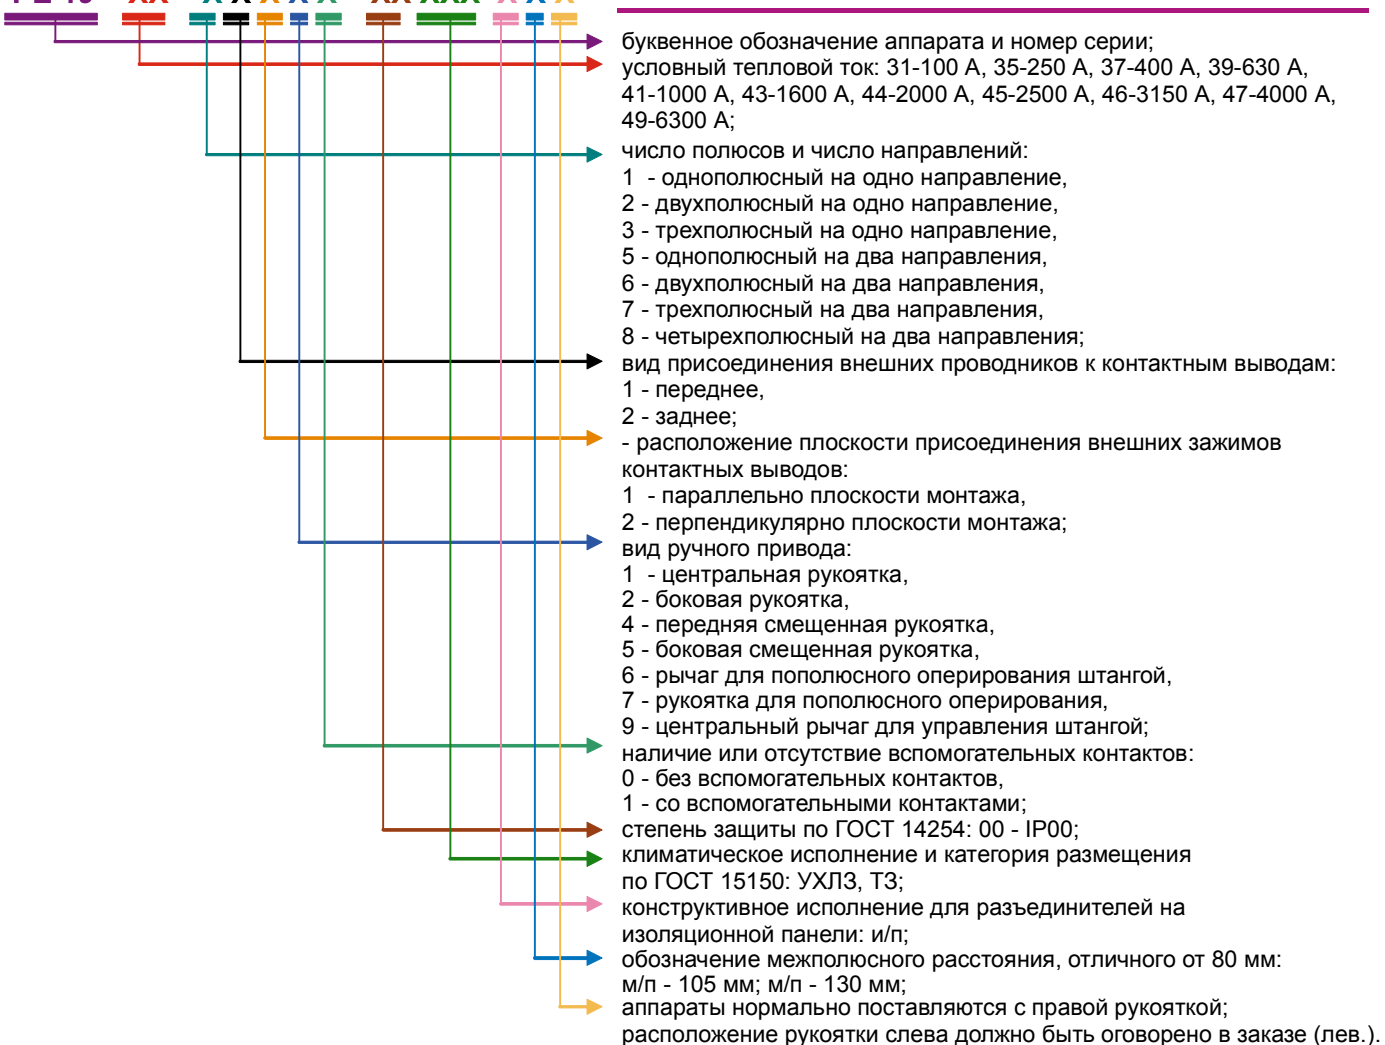 буквенное обозначение аппарата и номер серии;
условный тепловой ток: 31-100 А, 35-250 А, 37-400 А, 39-630 А,
41-1000 А, 43-1600 А, 44-2000 А, 45-2500 А, 46-3150 А, 47-4000 А,
49-6300 А;
число полюсов и число направлений:
1 - однополюсный на одно направление,
2 - двухполюсный на одно направление,
3 - трехполюсный на одно направление,
5 - однополюсный на два направления,
6 - двухполюсный на два направления,
7 - трехполюсный на два направления,
8 - четырехполюсный на два направления;
вид присоединения внешних проводников к контактным выводам:
1 - переднее,
2 - заднее;
- расположение плоскости присоединения внешних зажимов
контактных выводов:
1 - параллельно плоскости монтажа,
2 - перпендикулярно плоскости монтажа;
вид ручного привода:
1 - центральная рукоятка,
2 - боковая рукоятка,
4 - передняя смещенная рукоятка,
5 - боковая смещенная рукоятка,
6 - рычаг для пополюсного оперирования штангой,
7 - рукоятка для пополюсного оперирования,
9 - центральный рычаг для управления штангой;
наличие или отсутствие вспомогательных контактов:
0 - без вспомогательных контактов,
1 - со вспомогательными контактами;
степень защиты по ГОСТ 14254: 00 - IP00;
климатическое исполнение и категория размещения
по ГОСТ 15150: УХЛ3, Т3;
конструктивное исполнение для разъединителей на
изоляционной панели: и/п;
обозначение межполюсного расстояния, отличного от 80 мм:
м/п - 105 мм; м/п - 130 мм;
аппараты нормально поставляются с правой рукояткой;
расположение рукоятки слева должно быть оговорено в заказе (лев.).